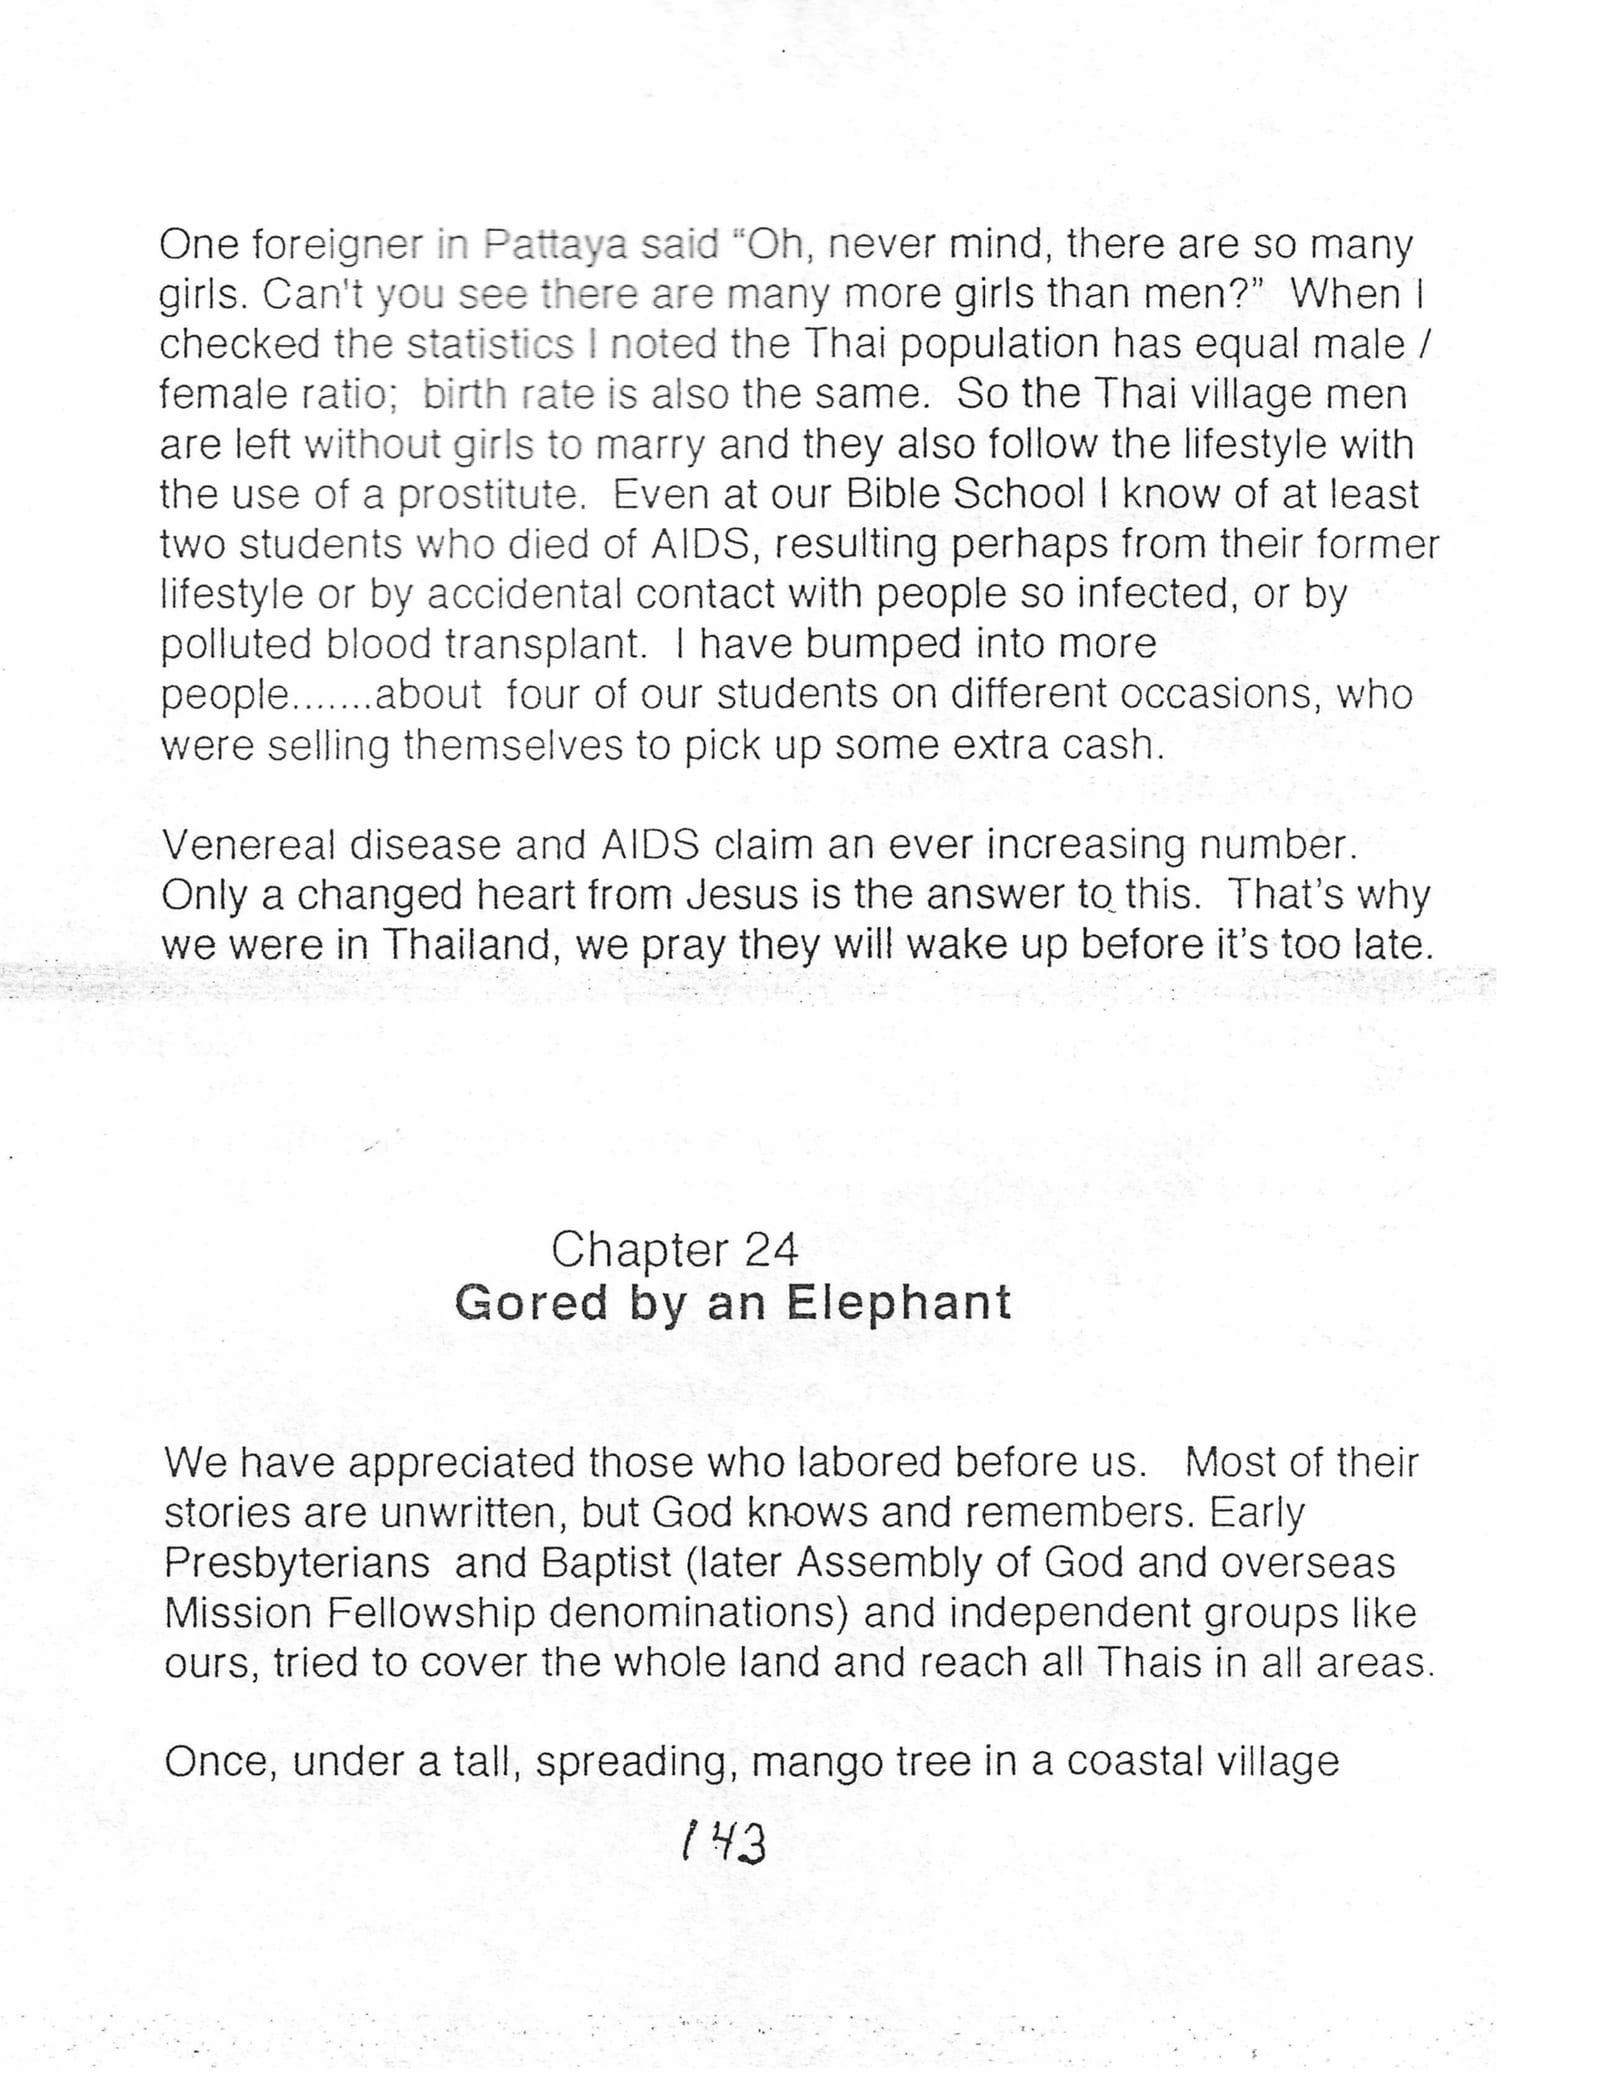 One foreigner in Pattaya said “Oh, never mind, there are so many
girls. Can't you see there are many more girls than men?” When I
checked the statistics I noted the Thai population has equal male /
female ratio; birth rate is also the same. So the Thai village men
are left without girls to marry and they also follow the lifestyle with
the use of a prostitute. Even at our Bible School I know of at least
two students who died of AIDS, resulting perhaps from their former
lifestyle or by accidental contact with people so infected, or by
polluted blood transplant. I have bumped into more
people.......about four of our students on different occasions, who
were selling themselves to pick up some extra cash.
Venereal disease and AIDS claim an ever increasing number.
Only a changed heart from Jesus is the answer to this. That’s why
we were in Thailand, we pray they will wake up before it’s too late.
Chapter 24
Gored by an Elephant
We have appreciated those who labored before us. Most of their
stories are unwritten, but God knows and remembers. Early
Presbyterians and Baptist (later Assembly of God and overseas
Mission Fellowship denominations) and independent groups like
ours, tried to cover the whole land and reach all Thais in all areas.
Once, under a tall, spreading, mango tree in a coastal village
143